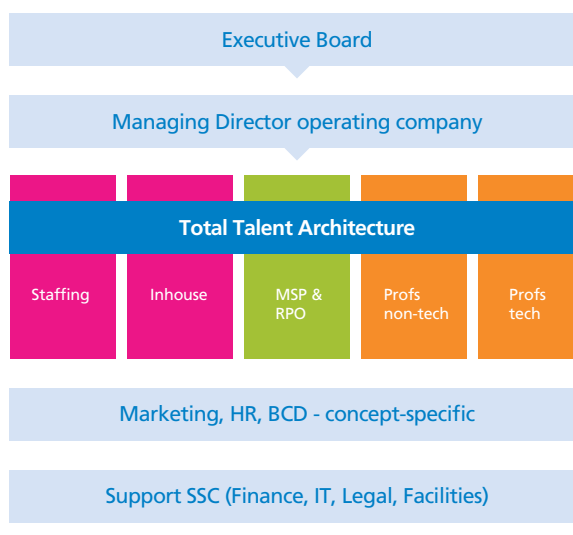 Executive Board
Managing Director operating company
Total Talent Architecture
Staffing
Inhouse
MSP &
RPO
Profs
non-tech
Profs
tech
Marketing, HR, BCD - concept-specific
Support SSC (Finance, IT, Legal, Facilities)